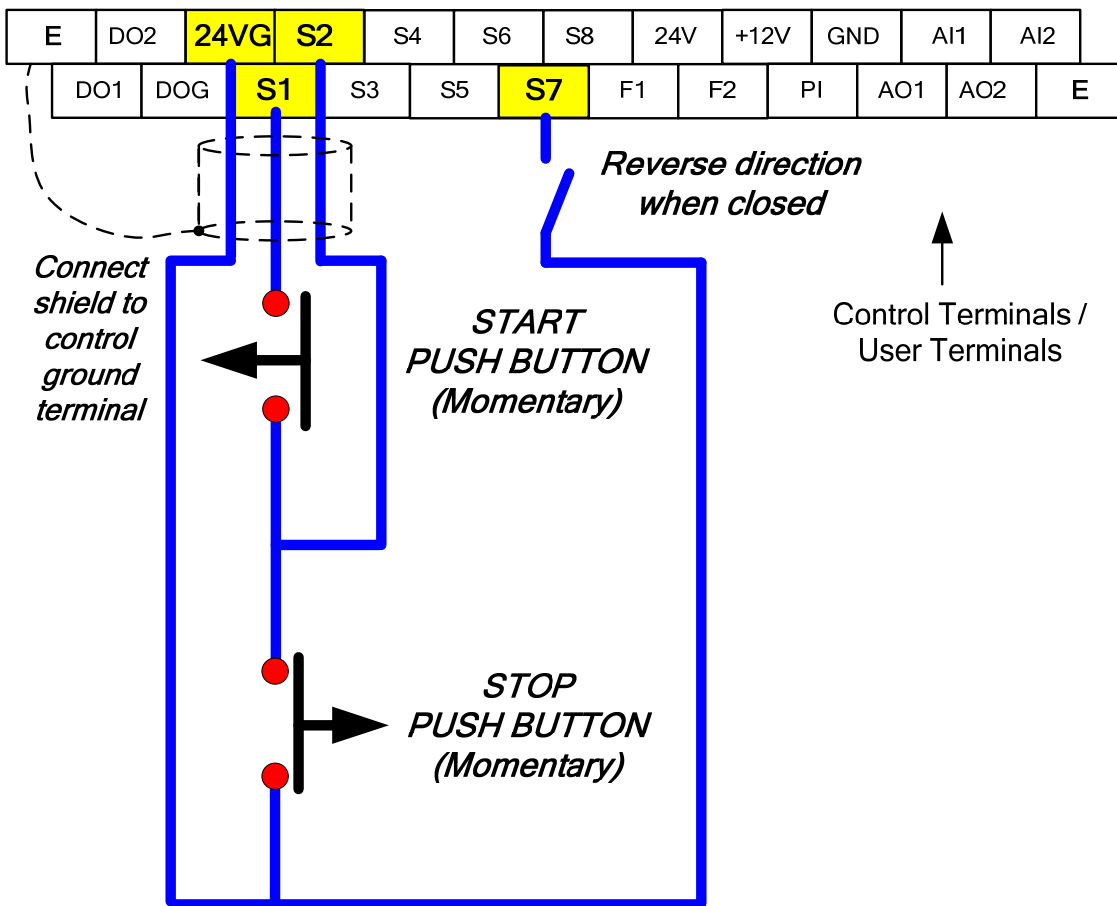 E DO2 24VG S2 S4 S6 S8 24V +12V GND AI1 AI2
DO1 DOG S1 S3 S5 S7 F1 F2 PI AO1 AO2 E
Reverse direction
when closed
Connect
shield to
control
ground
terminal
START
PUSH BUTTON
(Momentary)
Control Terminals /
User Terminals
STOP
PUSH BUTTON
(Momentary)